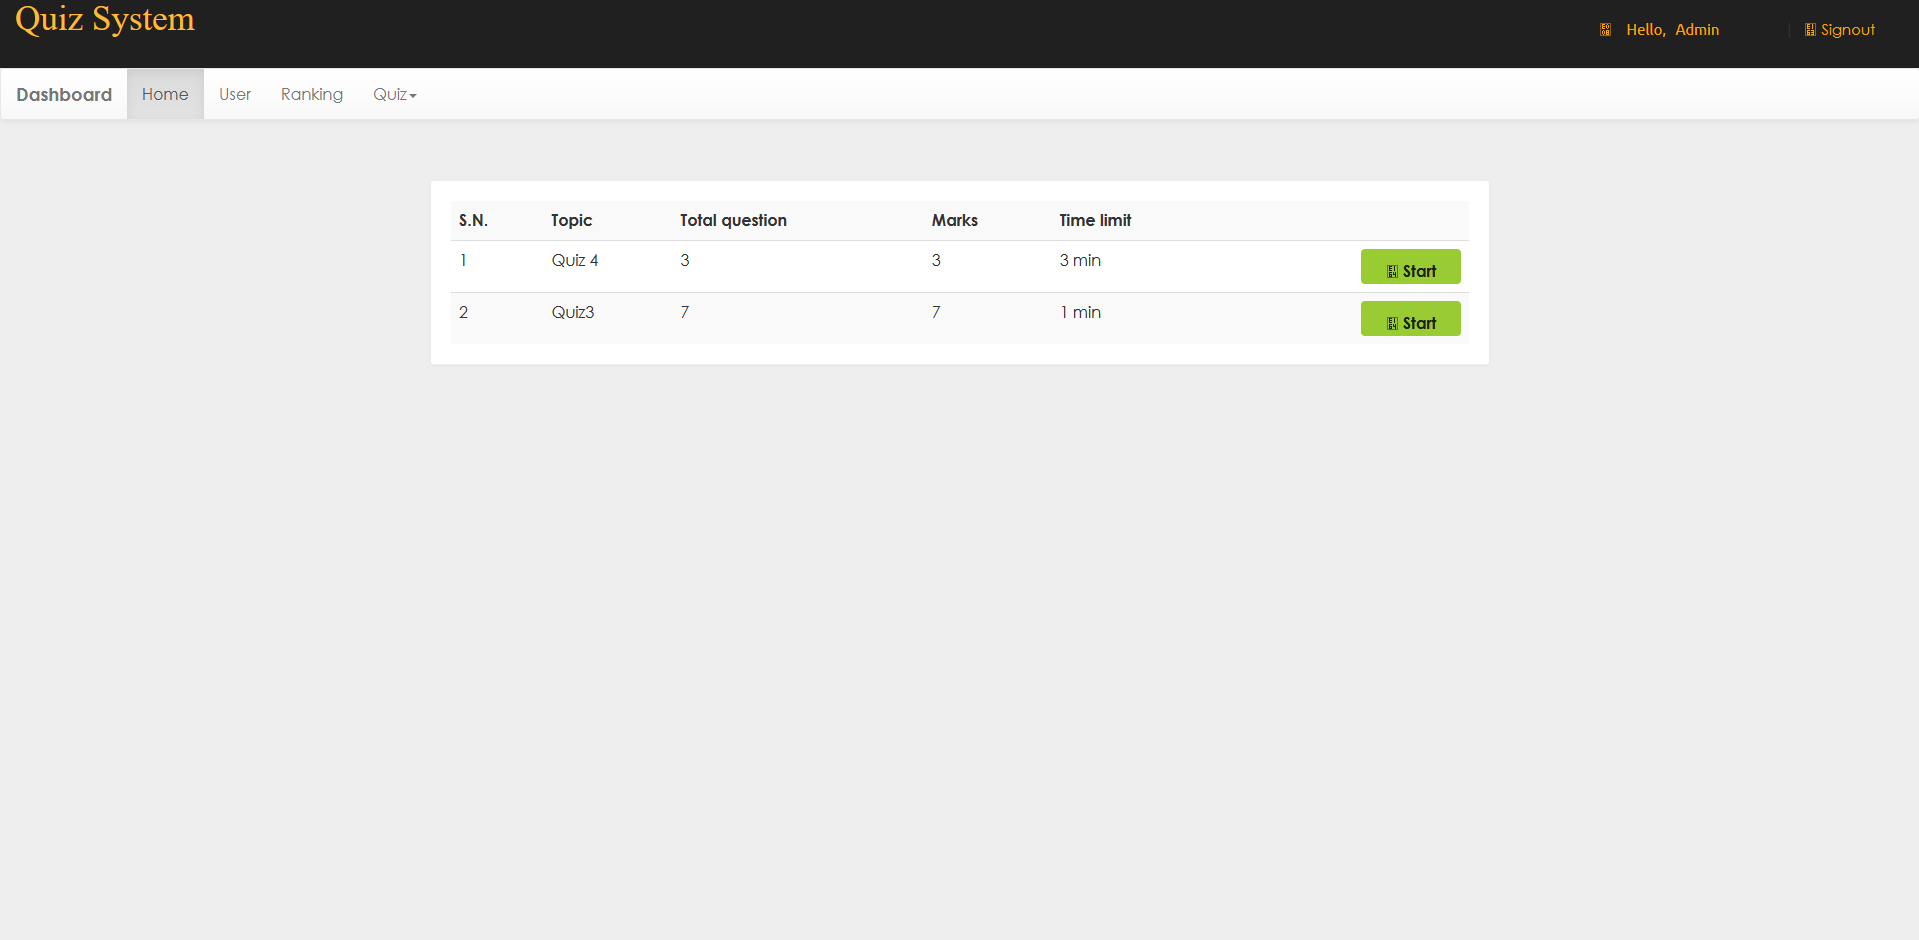 Quiz System
Hello, Admin | Signout
Dashboard Home User Ranking Quiz
S.N. Topic Total question Marks Time limit
1 Quiz 4 3 3 3 min Start
2 Quiz3 7 7 1 min Start